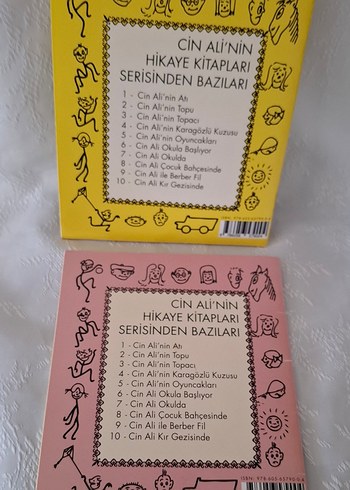 CİN ALİ'NİN
HİKAYE KİTAPLARI
SERİSİNDEN BAZILARI
1 - Cin Ali'nin Atı
2 - Cin Ali'nin Topu
3 - Cin Ali'nin Topacı
4 - Cin Ali'nin Karagözlü Kuzusu
5 - Cin Ali'nin Oyuncakları
6 - Cin Ali Okula Başlıyor
7 - Cin Ali Okulda
8 - Cin Ali Çocuk Bahçesinde
9 - Cin Ali ile Berber Fil
10 - Cin Ali Kır Gezisinde
CİN ALİ'NİN
HİKAYE KİTAPLARI
SERİSİNDEN BAZILARI
1 - Cin Ali'nin Atı
2 - Cin Ali'nin Topu
3 - Cin Ali'nin Topacı
4 - Cin Ali'nin Karagözlü Kuzusu
5 - Cin Ali'nin Oyuncakları
6 - Cin Ali Okula Başlıyor
7 - Cin Ali Okulda
8 - Cin Ali Çocuk Bahçesinde
9 - Cin Ali ile Berber Fil
10 - Cin Ali Kır Gezisinde